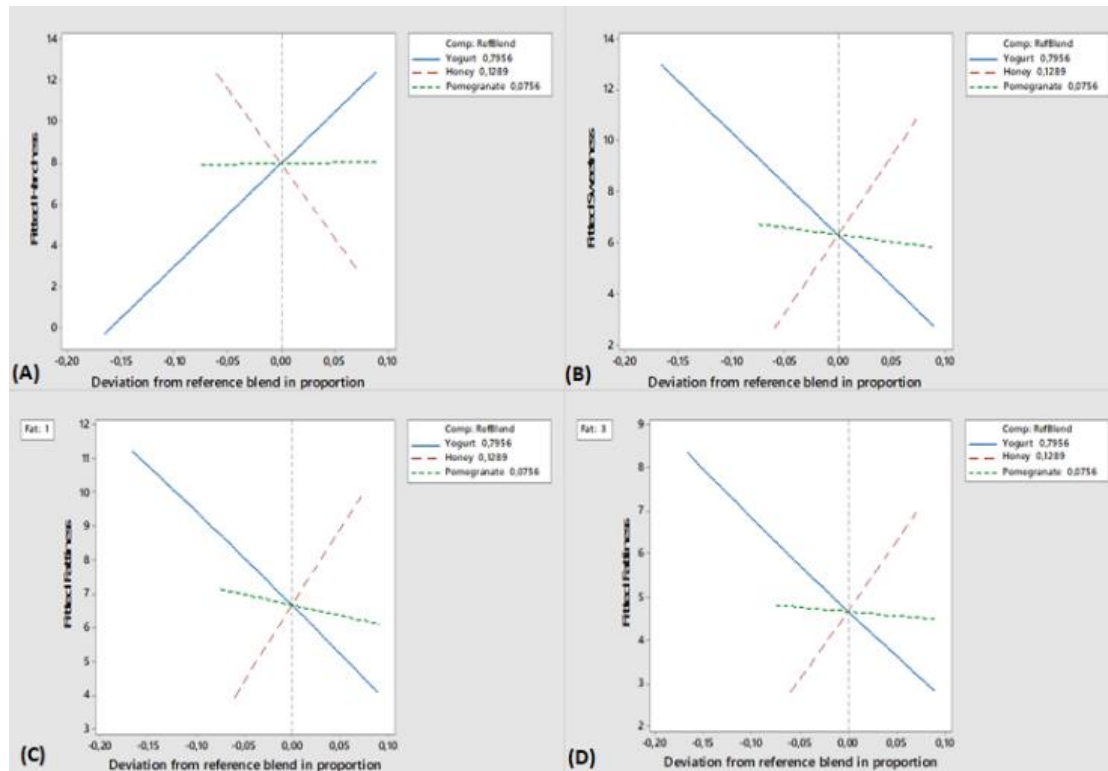 14
12
10
8
6
4
2
0
-0,20
-0,15
-0,10
-0,05
0,00
0,05
0,10
Fitted Hardness
Deviation from reference blend in proportion
Comp: RefBlend
Yogurt 0,7956
Honey 0,1289
Pomegranate 0,0756
(A)
14
12
10
8
6
4
2
-0,20
-0,15
-0,10
-0,05
0,00
0,05
0,10
Fitted Sweetness
Deviation from reference blend in proportion
Comp: RefBlend
Yogurt 0,7956
Honey 0,1289
Pomegranate 0,0756
(B)
Fat: 1
12
11
10
9
8
7
6
5
4
3
-0,20
-0,15
-0,10
-0,05
0,00
0,05
0,10
Fitted Fattiness
Deviation from reference blend in proportion
Comp: RefBlend
Yogurt 0,7956
Honey 0,1289
Pomegranate 0,0756
(C)
Fat: 3
9
8
7
6
5
4
3
2
-0,20
-0,15
-0,10
-0,05
0,00
0,05
0,10
Fitted Fattiness
Deviation from reference blend in proportion
Comp: RefBlend
Yogurt 0,7956
Honey 0,1289
Pomegranate 0,0756
(D)